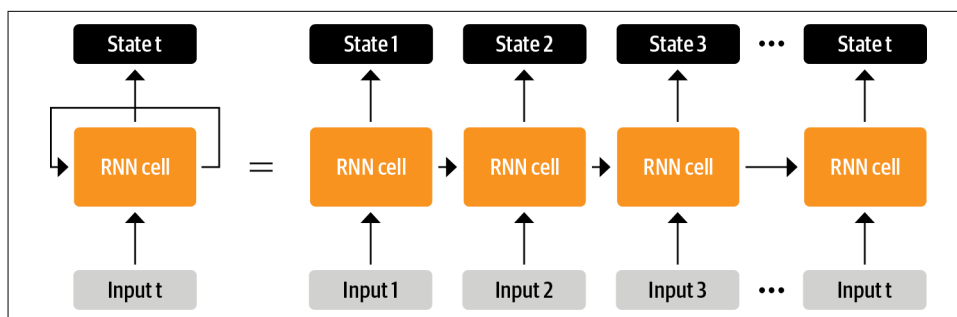 State t
State 1
State 2
State 3
...
State t
RNN cell
=
RNN cell
RNN cell
RNN cell
RNN cell
Input t
Input 1
Input 2
Input 3
...
Input t